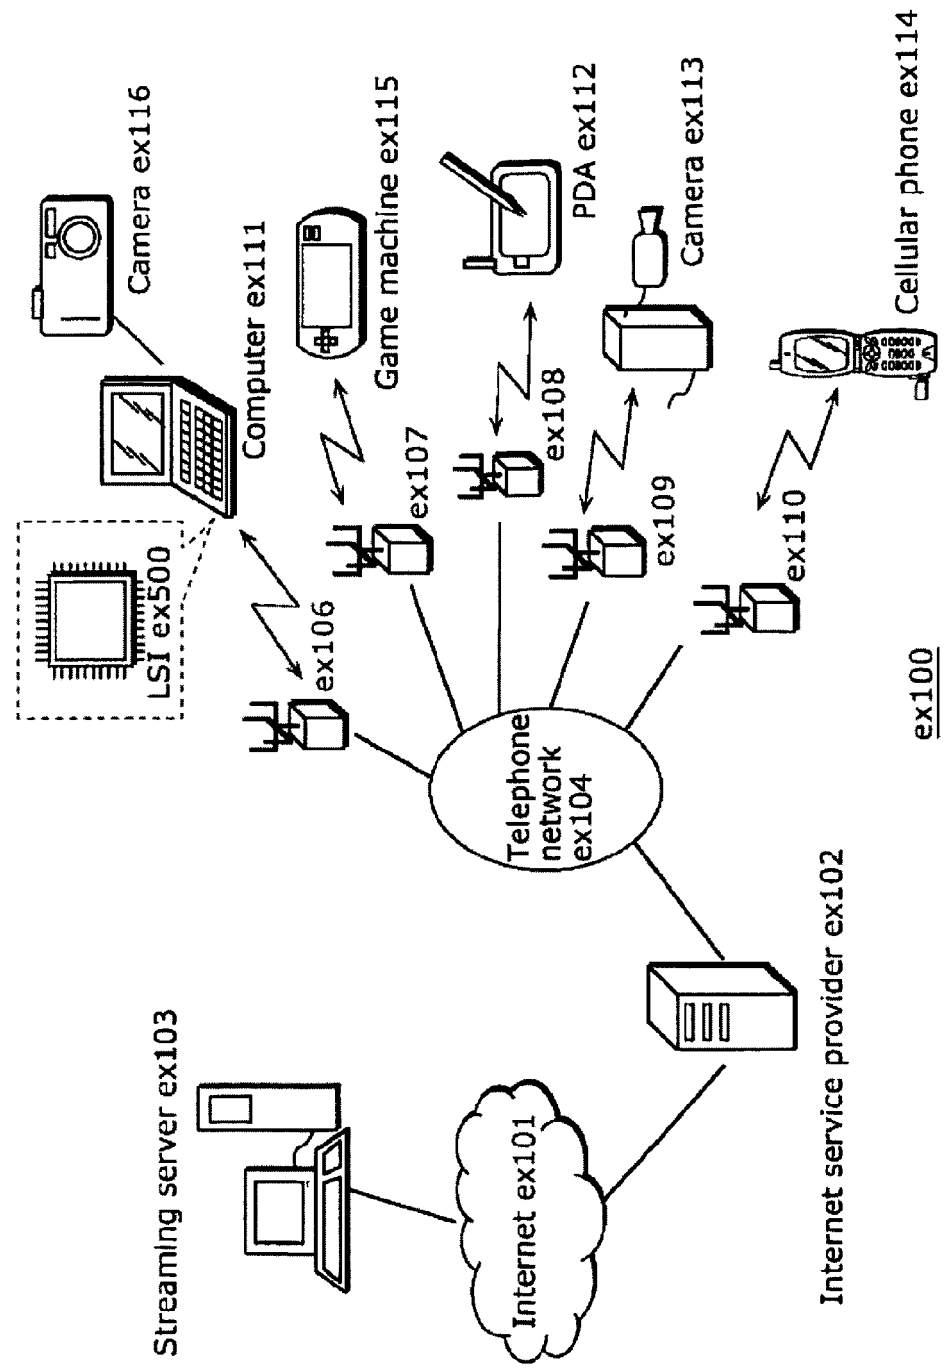 Streaming server ex103
Internet ex101
Internet service provider ex102
Telephone
network
ex104
LSI ex500
ex106
ex107
ex108
ex109
ex110
Camera ex116
Computer ex111
Game machine ex115
PDA ex112
Camera ex113
Cellular phone ex114
ex100